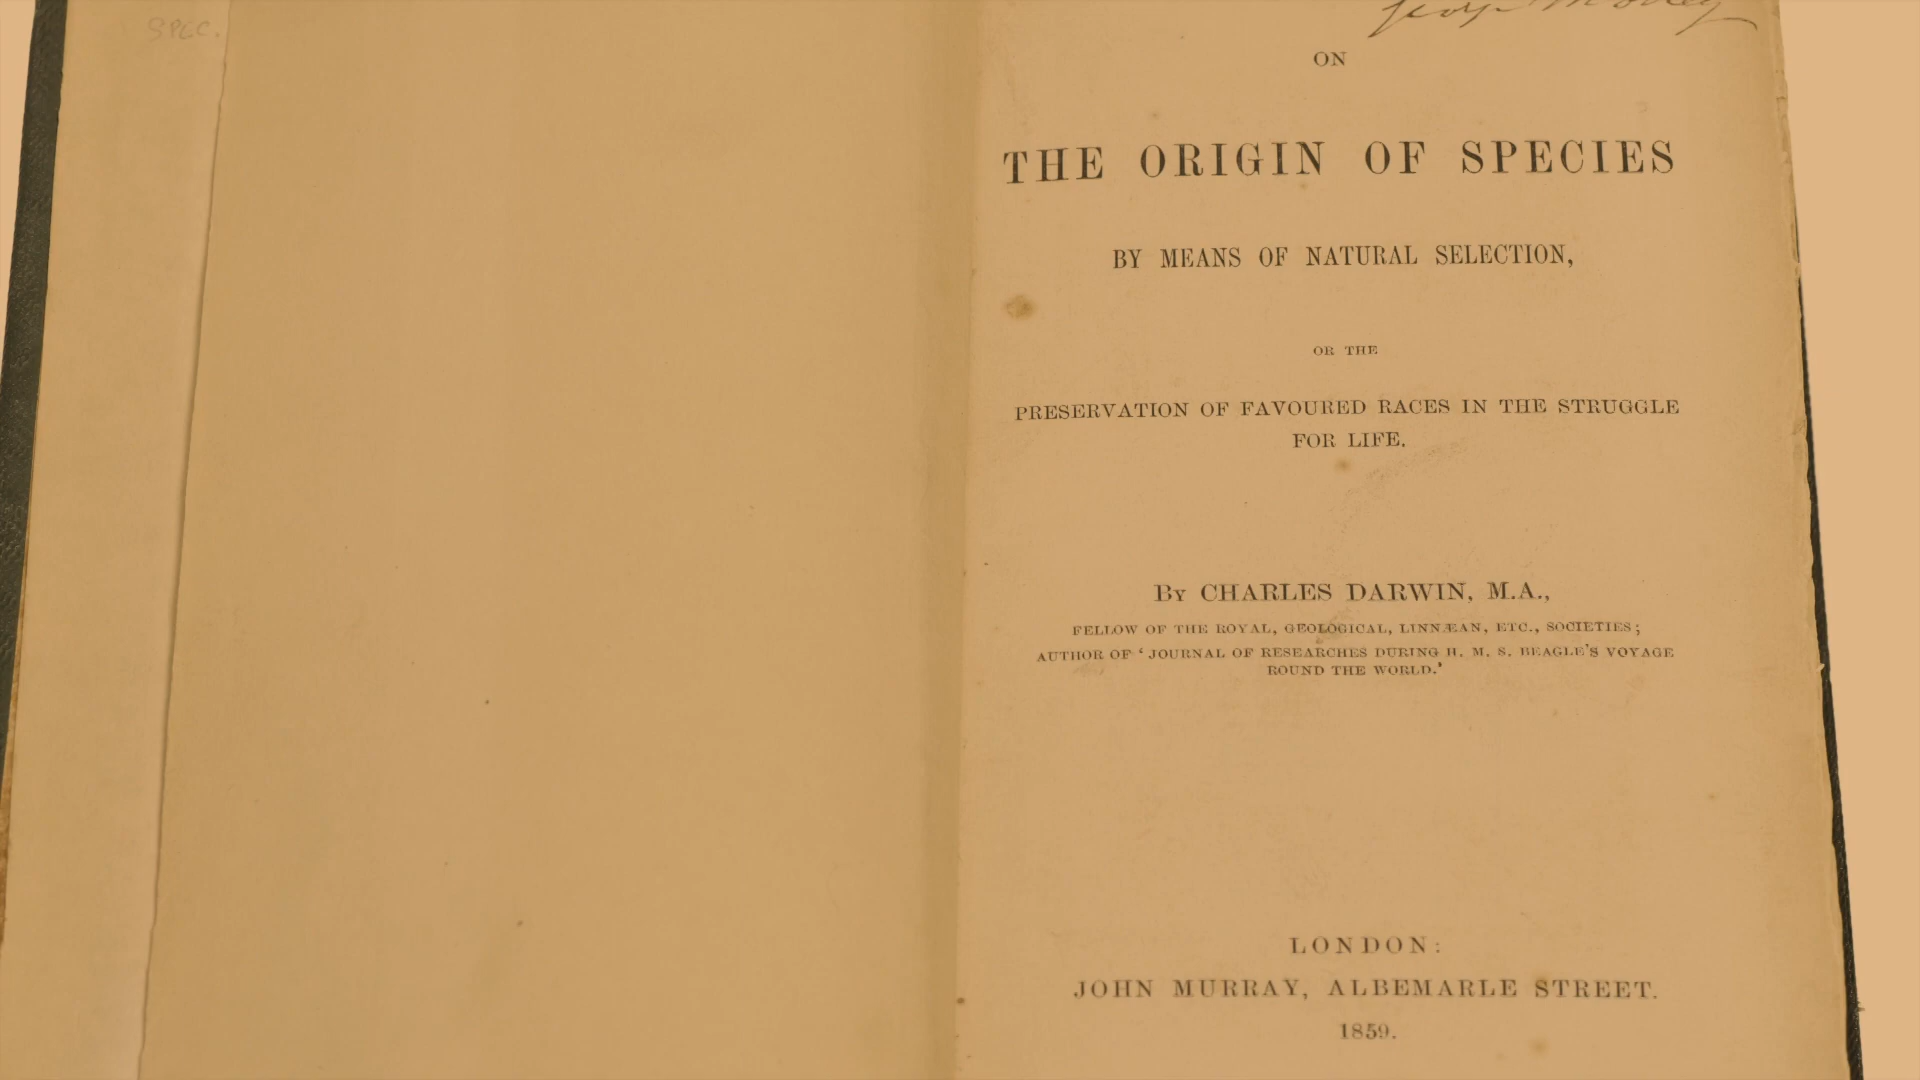 SPEC.
ON
THE ORIGIN OF SPECIES
BY MEANS OF NATURAL SELECTION,
OR THE
PRESERVATION OF FAVOURED RACES IN THE STRUGGLE
FOR LIFE.
By CHARLES DARWIN, M.A.,
FELLOW OF THE ROYAL, GEOLOGICAL, LINNÆAN, ETC., SOCIETIES;
AUTHOR OF ‘JOURNAL OF RESEARCHES DURING H. M. S. BEAGLE’S VOYAGE
ROUND THE WORLD.’
LONDON:
JOHN MURRAY, ALBEMARLE STREET.
1859.